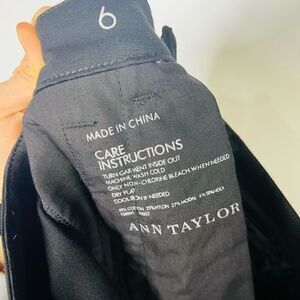 6
MADE IN CHINA
CARE
INSTRUCTIONS
TURN GARMENT INSIDE OUT
MACHINE WASH COLD
ONLY NON-CHLORINE BLEACH WHEN NEEDED
DRY FLAT
COOL IRON IF NEEDED
ANN TAYLOR